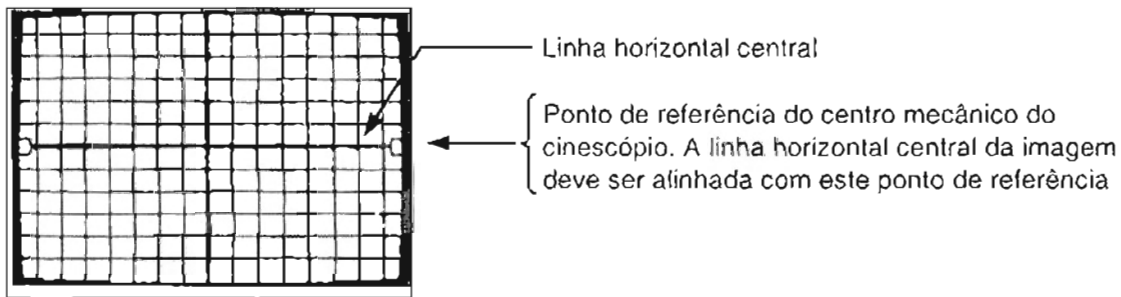 Linha horizontal central
Ponto de referência do centro mecânico do
cinescópio. A linha horizontal central da imagem
deve ser alinhada com este ponto de referência